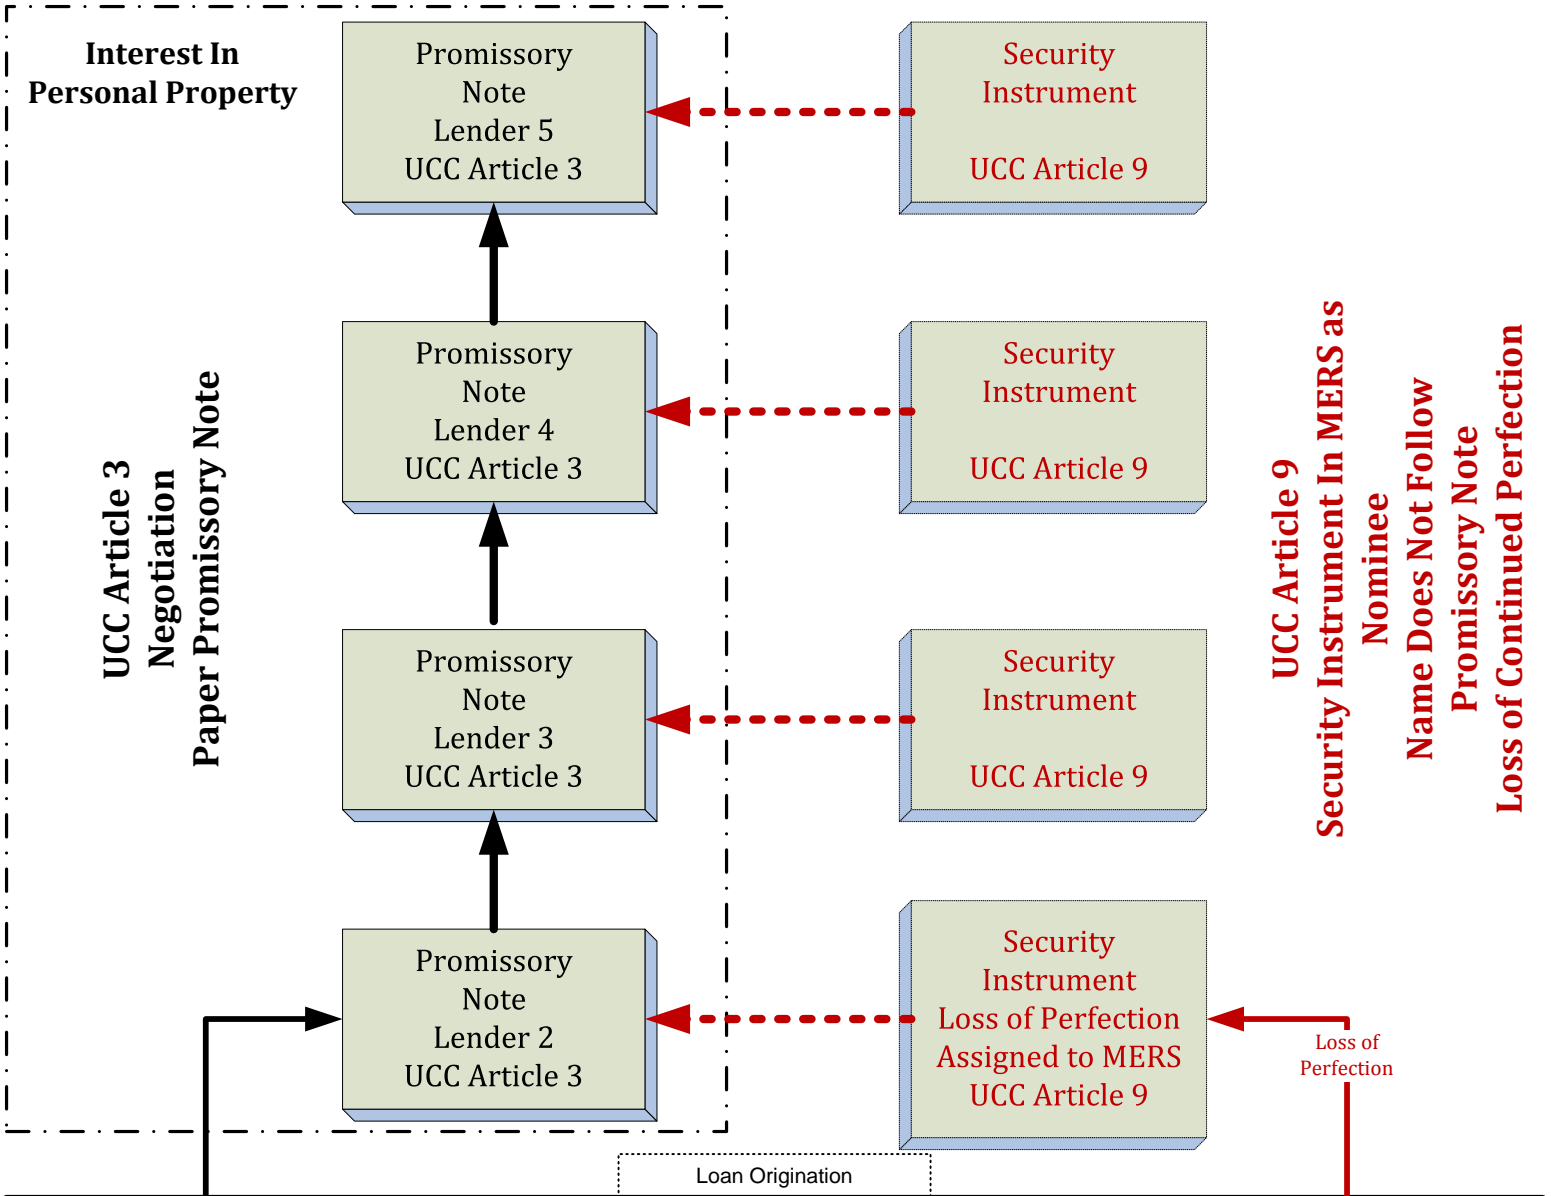 Interest In
Personal Property
Promissory
Note
Lender 5
UCC Article 3
Security
Instrument
UCC Article 9
Promissory
Note
Lender 4
UCC Article 3
Security
Instrument
UCC Article 9
UCC Article 3
Negotiation
Paper Promissory Note
UCC Article 9
Security Instrument In MERS as
Nominee
Name Does Not Follow
Promissory Note
Loss of Continued Perfection
Promissory
Note
Lender 3
UCC Article 3
Security
Instrument
UCC Article 9
Promissory
Note
Lender 2
UCC Article 3
Security
Instrument
Loss of Perfection
Assigned to MERS
UCC Article 9
Loss of
Perfection
Loan Origination